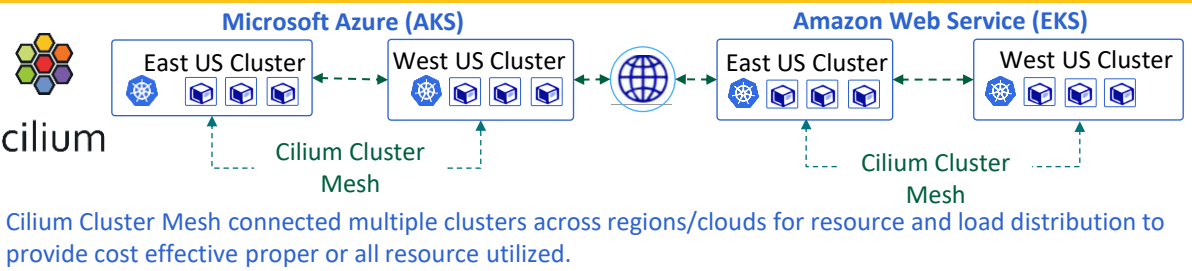 Microsoft Azure (AKS)
Amazon Web Service (EKS)
East US Cluster
West US Cluster
East US Cluster
West US Cluster
cilium
Cilium Cluster
Mesh
Cilium Cluster
Mesh
Cilium Cluster Mesh connected multiple clusters across regions/clouds for resource and load distribution to
provide cost effective proper or all resource utilized.